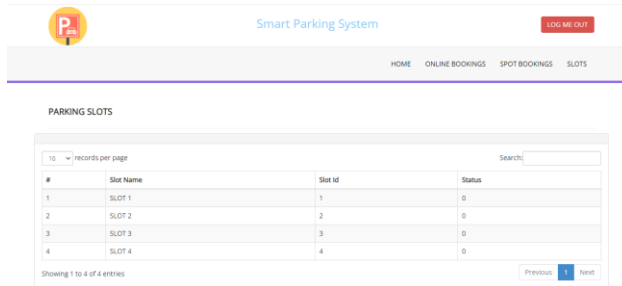 P
Smart Parking System
LOG ME OUT
HOME ONLINE BOOKINGS SPOT BOOKINGS SLOTS
PARKING SLOTS
10 records per page Search:
# Slot Name Slot Id Status
1 SLOT 1 1 0
2 SLOT 2 2 0
3 SLOT 3 3 0
4 SLOT 4 4 0
Showing 1 to 4 of 4 entries Previous 1 Next